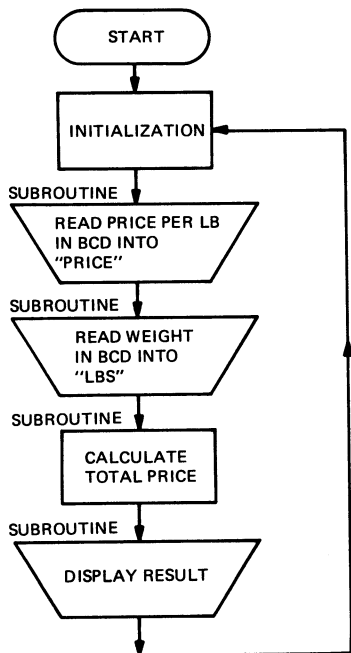 START
INITIALIZATION
SUBROUTINE
READ PRICE PER LB
IN BCD INTO
"PRICE"
SUBROUTINE
READ WEIGHT
IN BCD INTO
"LBS"
SUBROUTINE
CALCULATE
TOTAL PRICE
SUBROUTINE
DISPLAY RESULT